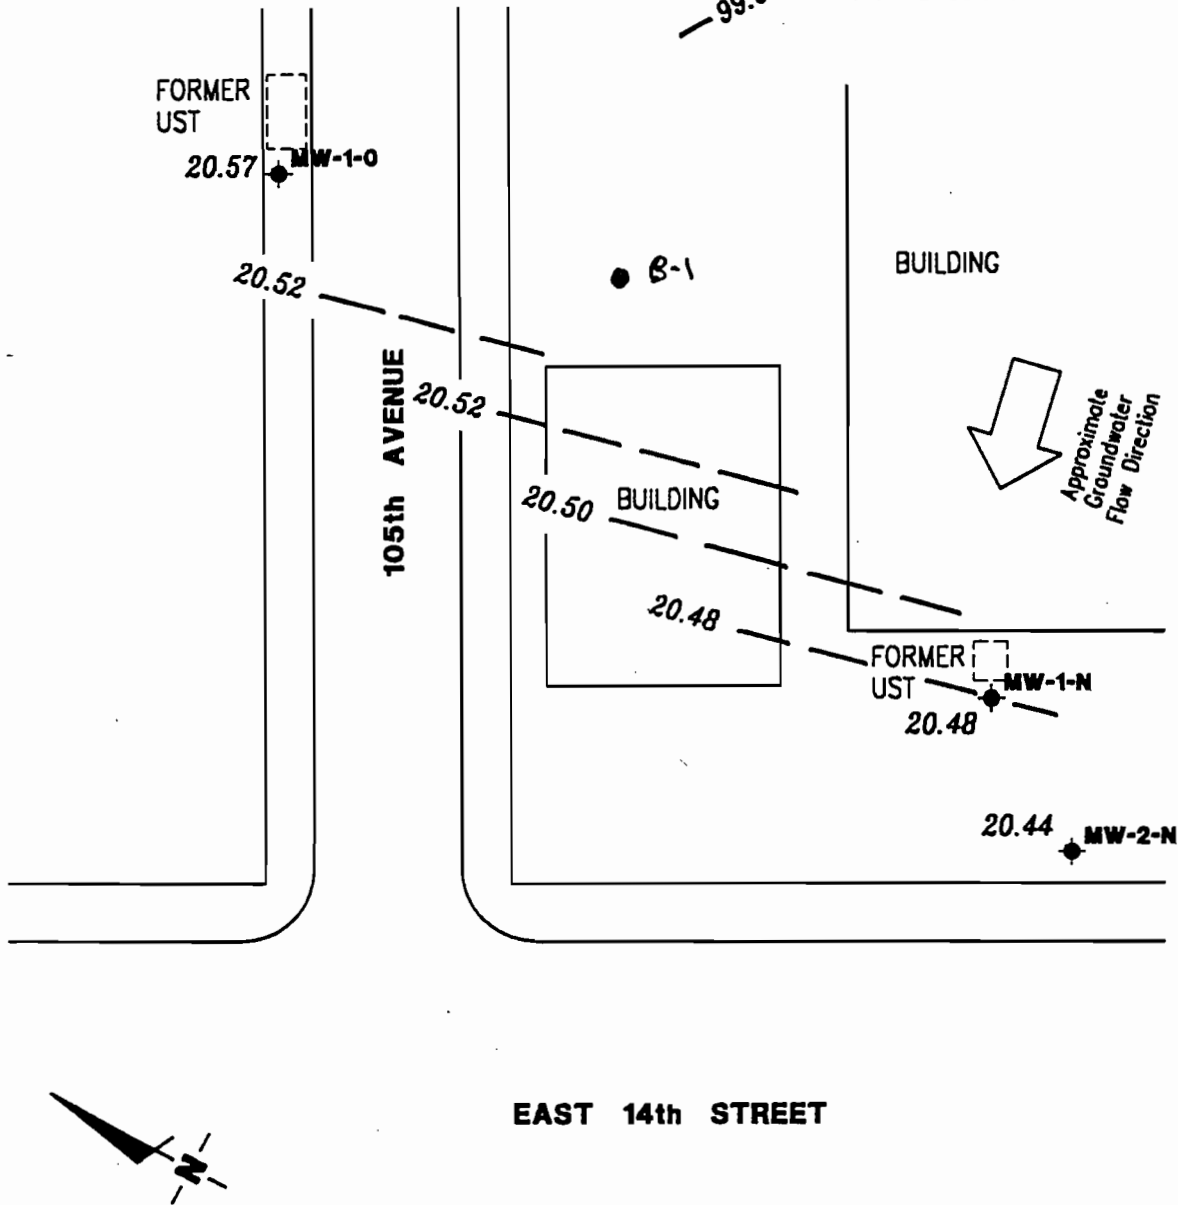 FORMER
UST
20.57
MW-1-O
20.52
B-1
BUILDING
105th AVENUE
20.52
Approximate
Groundwater
Flow Direction
20.50
BUILDING
20.48
FORMER
UST
MW-1-N
20.48
20.44
MW-2-N
EAST 14th STREET
N